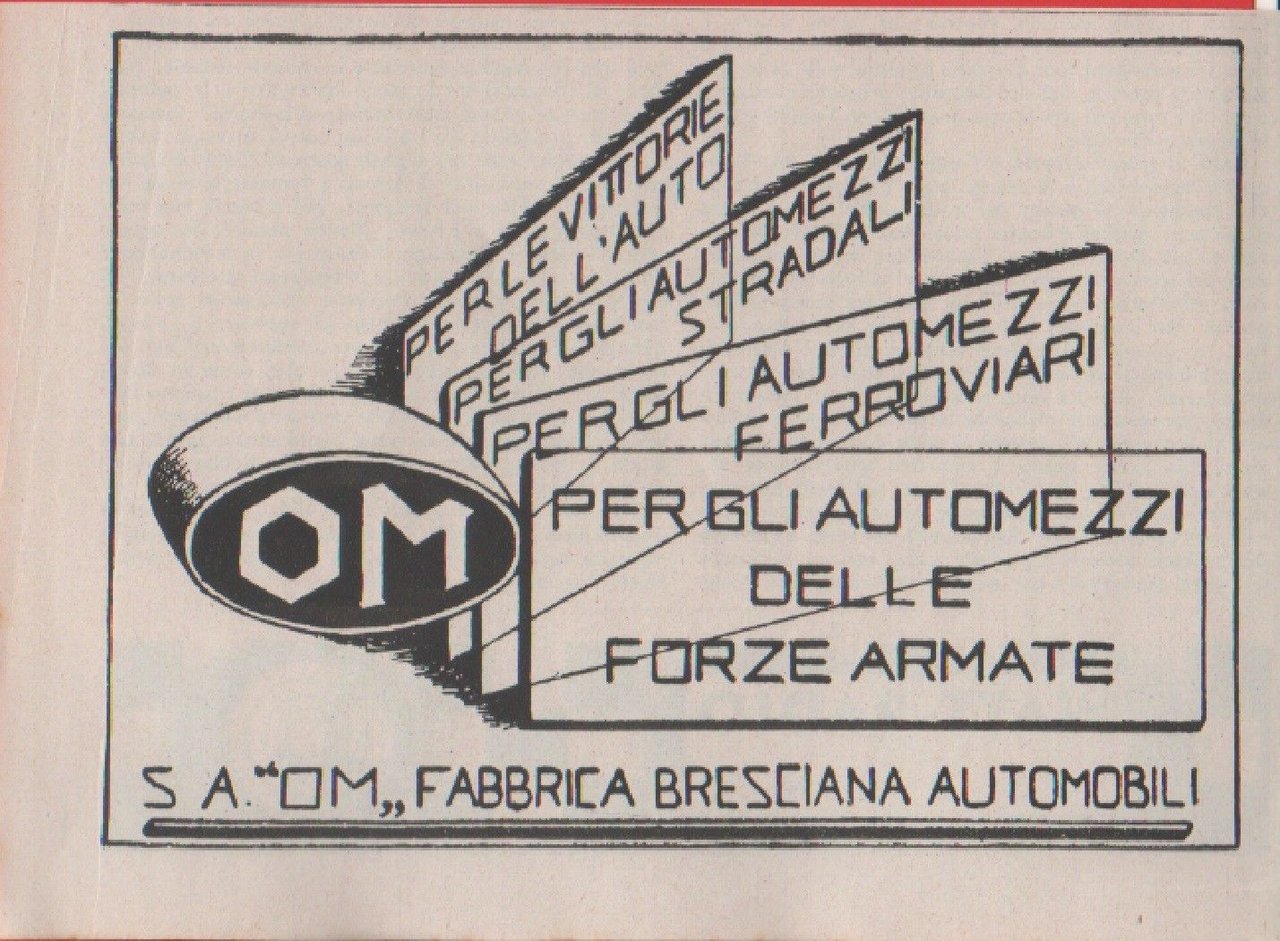 PER LE VITTORIE
DELL'AUTO
PER GLI AUTOMEZZI
STRADALI
PER GLI AUTOMEZZI
FERROVIARI
OM
PER GLI AUTOMEZZI
DELLE
FORZE ARMATE
S A. “OM„ FABBRICA BRESCIANA AUTOMOBILI